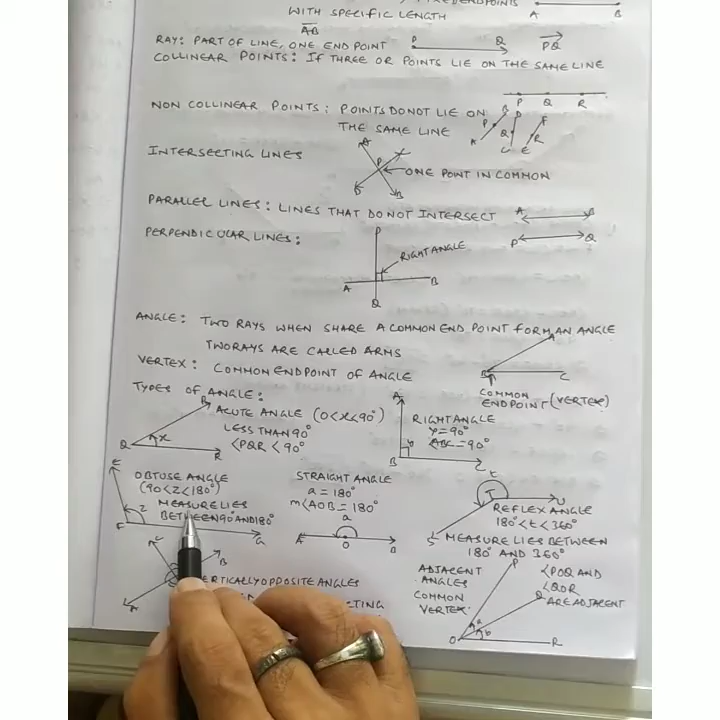 ENDPOINTS
WITH SPECIFIC LENGTH
AB
A B
RAY: PART OF LINE, ONE END POINT
P Q PQ
COLLINEAR POINTS: IF THREE OR POINTS LIE ON THE SAME LINE
P Q R
NON COLLINEAR POINTS: POINTS DO NOT LIE ON
THE SAME LINE
B D F
P Q R
A C E
INTERSECTING LINES
A C
P
ONE POINT IN COMMON
D B
PARALLEL LINES: LINES THAT DO NOT INTERSECT
A B
P Q
PERPENDICULAR LINES:
P
RIGHT ANGLE
A B
Q
ANGLE: TWO RAYS WHEN SHARE A COMMON END POINT FORM AN ANGLE
TWO RAYS ARE CALLED ARMS
A
B C
VERTEX: COMMON ENDPOINT OF ANGLE
COMMON
ENDPOINT (VERTEX)
TYPES OF ANGLE:
P
ACUTE ANGLE (0<x<90°)
LESS THAN 90°
<PQR < 90°
Q x R
A
RIGHT ANGLE
y=90°
ABC=90°
B y C
OBTUSE ANGLE
(90<Z<180°)
MEASURE LIES
BETWEEN 90° AND 180°
E
Z
F G
STRAIGHT ANGLE
a = 180°
m<AOB = 180°
a
A O B
t
T U
REFLEX ANGLE
180°<t<360°
S
MEASURE LIES BETWEEN
180° AND 360°
C B
VERTICALLY OPPOSITE ANGLES
A
ADJACENT
ANGLES
COMMON
VERTEX
P
<POQ AND
<QOR
ARE ADJACENT
Q
a
b
O R